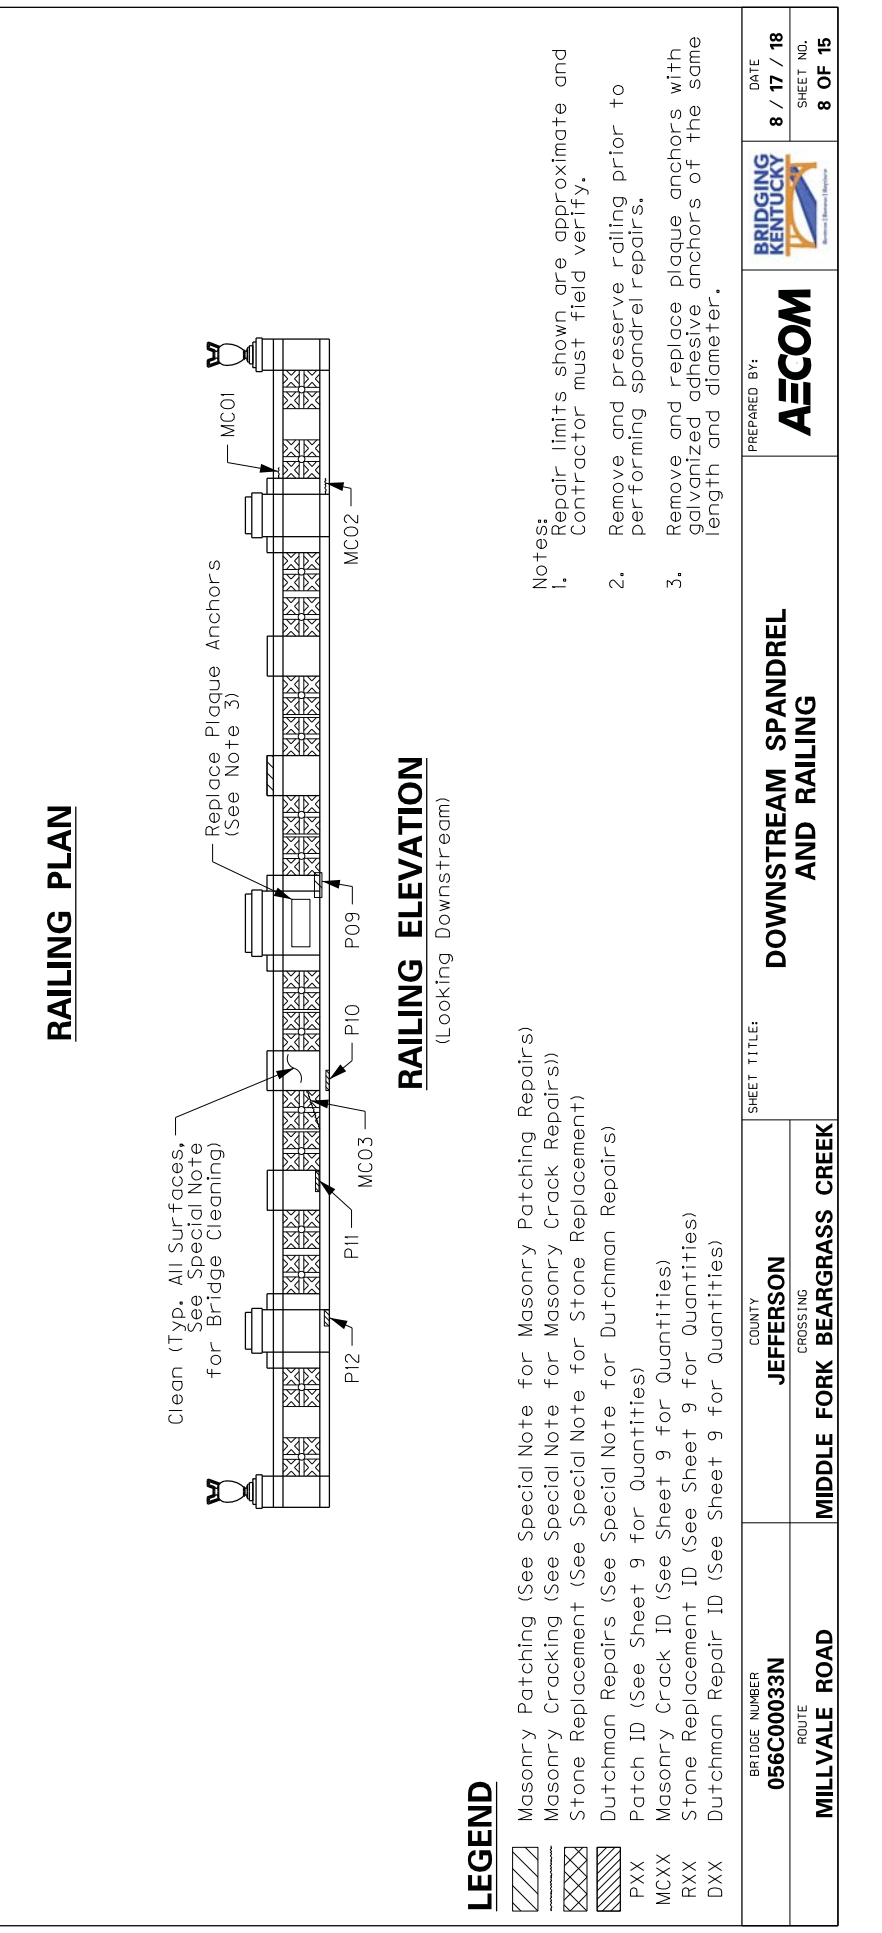 RAILING PLAN
Clean (Typ. All Surfaces,
See Special Note
for Bridge Cleaning)
Replace Plaque Anchors
(See Note 3)
MC01
P12
P11
MC03
P10
P09
MC02
RAILING ELEVATION
(Looking Downstream)
LEGEND
Masonry Patching (See Special Note for Masonry Patching Repairs)
Masonry Cracking (See Special Note for Masonry Crack Repairs))
Stone Replacement (See Special Note for Stone Replacement)
Dutchman Repairs (See Special Note for Dutchman Repairs)
PXX Patch ID (See Sheet 9 for Quantities)
MCXX Masonry Crack ID (See Sheet 9 for Quantities)
RXX Stone Replacement ID (See Sheet 9 for Quantities)
DXX Dutchman Repair ID (See Sheet 9 for Quantities)
Notes:
1. Repair limits shown are approximate and
Contractor must field verify.
2. Remove and preserve railing prior to
performing spandrel repairs.
3. Remove and replace plaque anchors with
galvanized adhesive anchors of the same
length and diameter.
BRIDGE NUMBER
056C00033N
ROUTE
MILLVALE ROAD
COUNTY
JEFFERSON
CROSSING
MIDDLE FORK BEARGRASS CREEK
SHEET TITLE:
DOWNSTREAM SPANDREL
AND RAILING
PREPARED BY:
AECOM
BRIDGING
KENTUCKY
DATE
8 / 17 / 18
SHEET NO.
8 OF 15